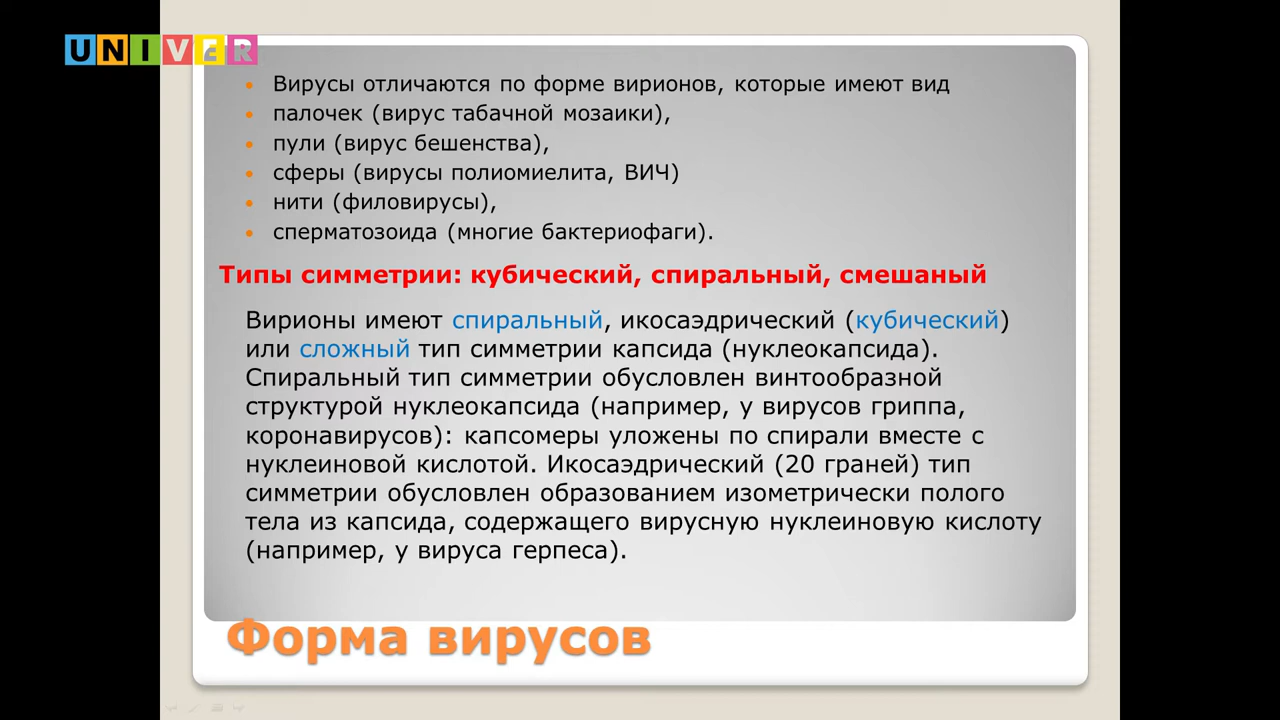 UNIVER
Вирусы отличаются по форме вирионов, которые имеют вид
палочек (вирус табачной мозаики),
пули (вирус бешенства),
сферы (вирусы полиомиелита, ВИЧ)
нити (филовирусы),
сперматозоида (многие бактериофаги).
Типы симметрии: кубический, спиральный, смешаный
Вирионы имеют спиральный, икосаэдрический (кубический)
или сложный тип симметрии капсида (нуклеокапсида).
Спиральный тип симметрии обусловлен винтообразной
структурой нуклеокапсида (например, у вирусов гриппа,
коронавирусов): капсомеры уложены по спирали вместе с
нуклеиновой кислотой. Икосаэдрический (20 граней) тип
симметрии обусловлен образованием изометрически полого
тела из капсида, содержащего вирусную нуклеиновую кислоту
(например, у вируса герпеса).
Форма вирусов